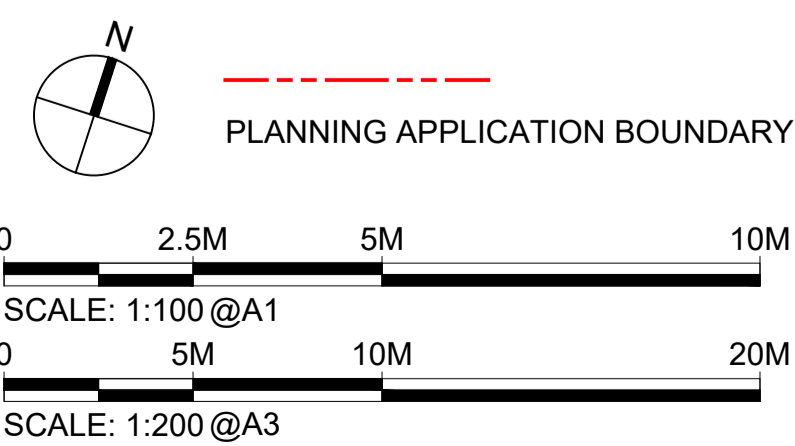 N
PLANNING APPLICATION BOUNDARY
0 2.5M 5M 10M
SCALE: 1:100 @A1
0 5M 10M 20M
SCALE: 1:200 @A3